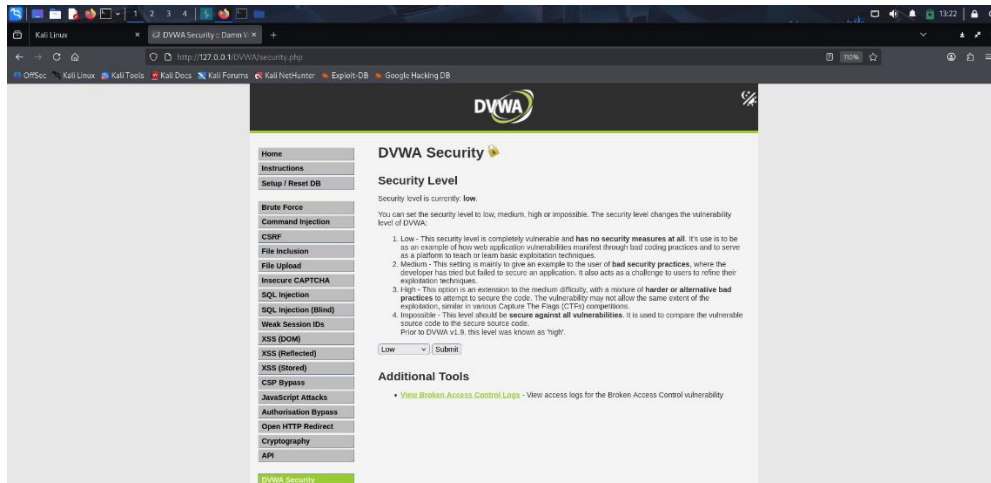 1 2 3 4
13:22
Kali Linux
DVWA Security :: Damn Vu
http://127.0.0.1/DVWA/security.php
110%
OffSec
Kali Linux
Kali Tools
Kali Docs
Kali Forums
Kali NetHunter
Exploit-DB
Google Hacking DB
DVWA
Home
Instructions
Setup / Reset DB
Brute Force
Command Injection
CSRF
File Inclusion
File Upload
Insecure CAPTCHA
SQL Injection
SQL Injection (Blind)
Weak Session IDs
XSS (DOM)
XSS (Reflected)
XSS (Stored)
CSP Bypass
JavaScript Attacks
Authorisation Bypass
Open HTTP Redirect
Cryptography
API
DVWA Security
DVWA Security
Security Level
Security level is currently: low.
You can set the security level to low, medium, high or impossible. The security level changes the vulnerability
level of DVWA:
1. Low - This security level is completely vulnerable and has no security measures at all. It's use is to be
as an example of how web application vulnerabilities manifest through bad coding practices and to serve
as a platform to teach or learn basic exploitation techniques.
2. Medium - This setting is mainly to give an example to the user of bad security practices, where the
developer has tried but failed to secure an application. It also acts as a challenge to users to refine their
exploitation techniques.
3. High - This option is an extension to the medium difficulty, with a mixture of harder or alternative bad
practices to attempt to secure the code. The vulnerability may not allow the same extent of the
exploitation, similar in various Capture The Flags (CTFs) competitions.
4. Impossible - This level should be secure against all vulnerabilities. It is used to compare the vulnerable
source code to the secure source code.
Prior to DVWA v1.9, this level was known as 'high'.
Low
Submit
Additional Tools
• View Broken Access Control Logs - View access logs for the Broken Access Control vulnerability